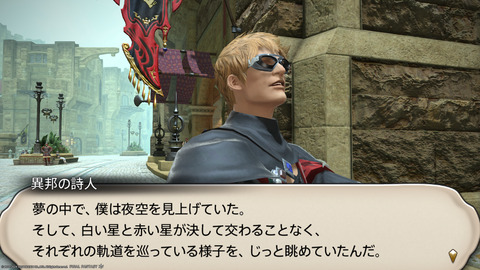 異邦の詩人
夢の中で、僕は夜空を見上げていた。
そして、白い星と赤い星が決して交わることなく、
それぞれの軌道を巡っている様子を、じっと眺めていたんだ。